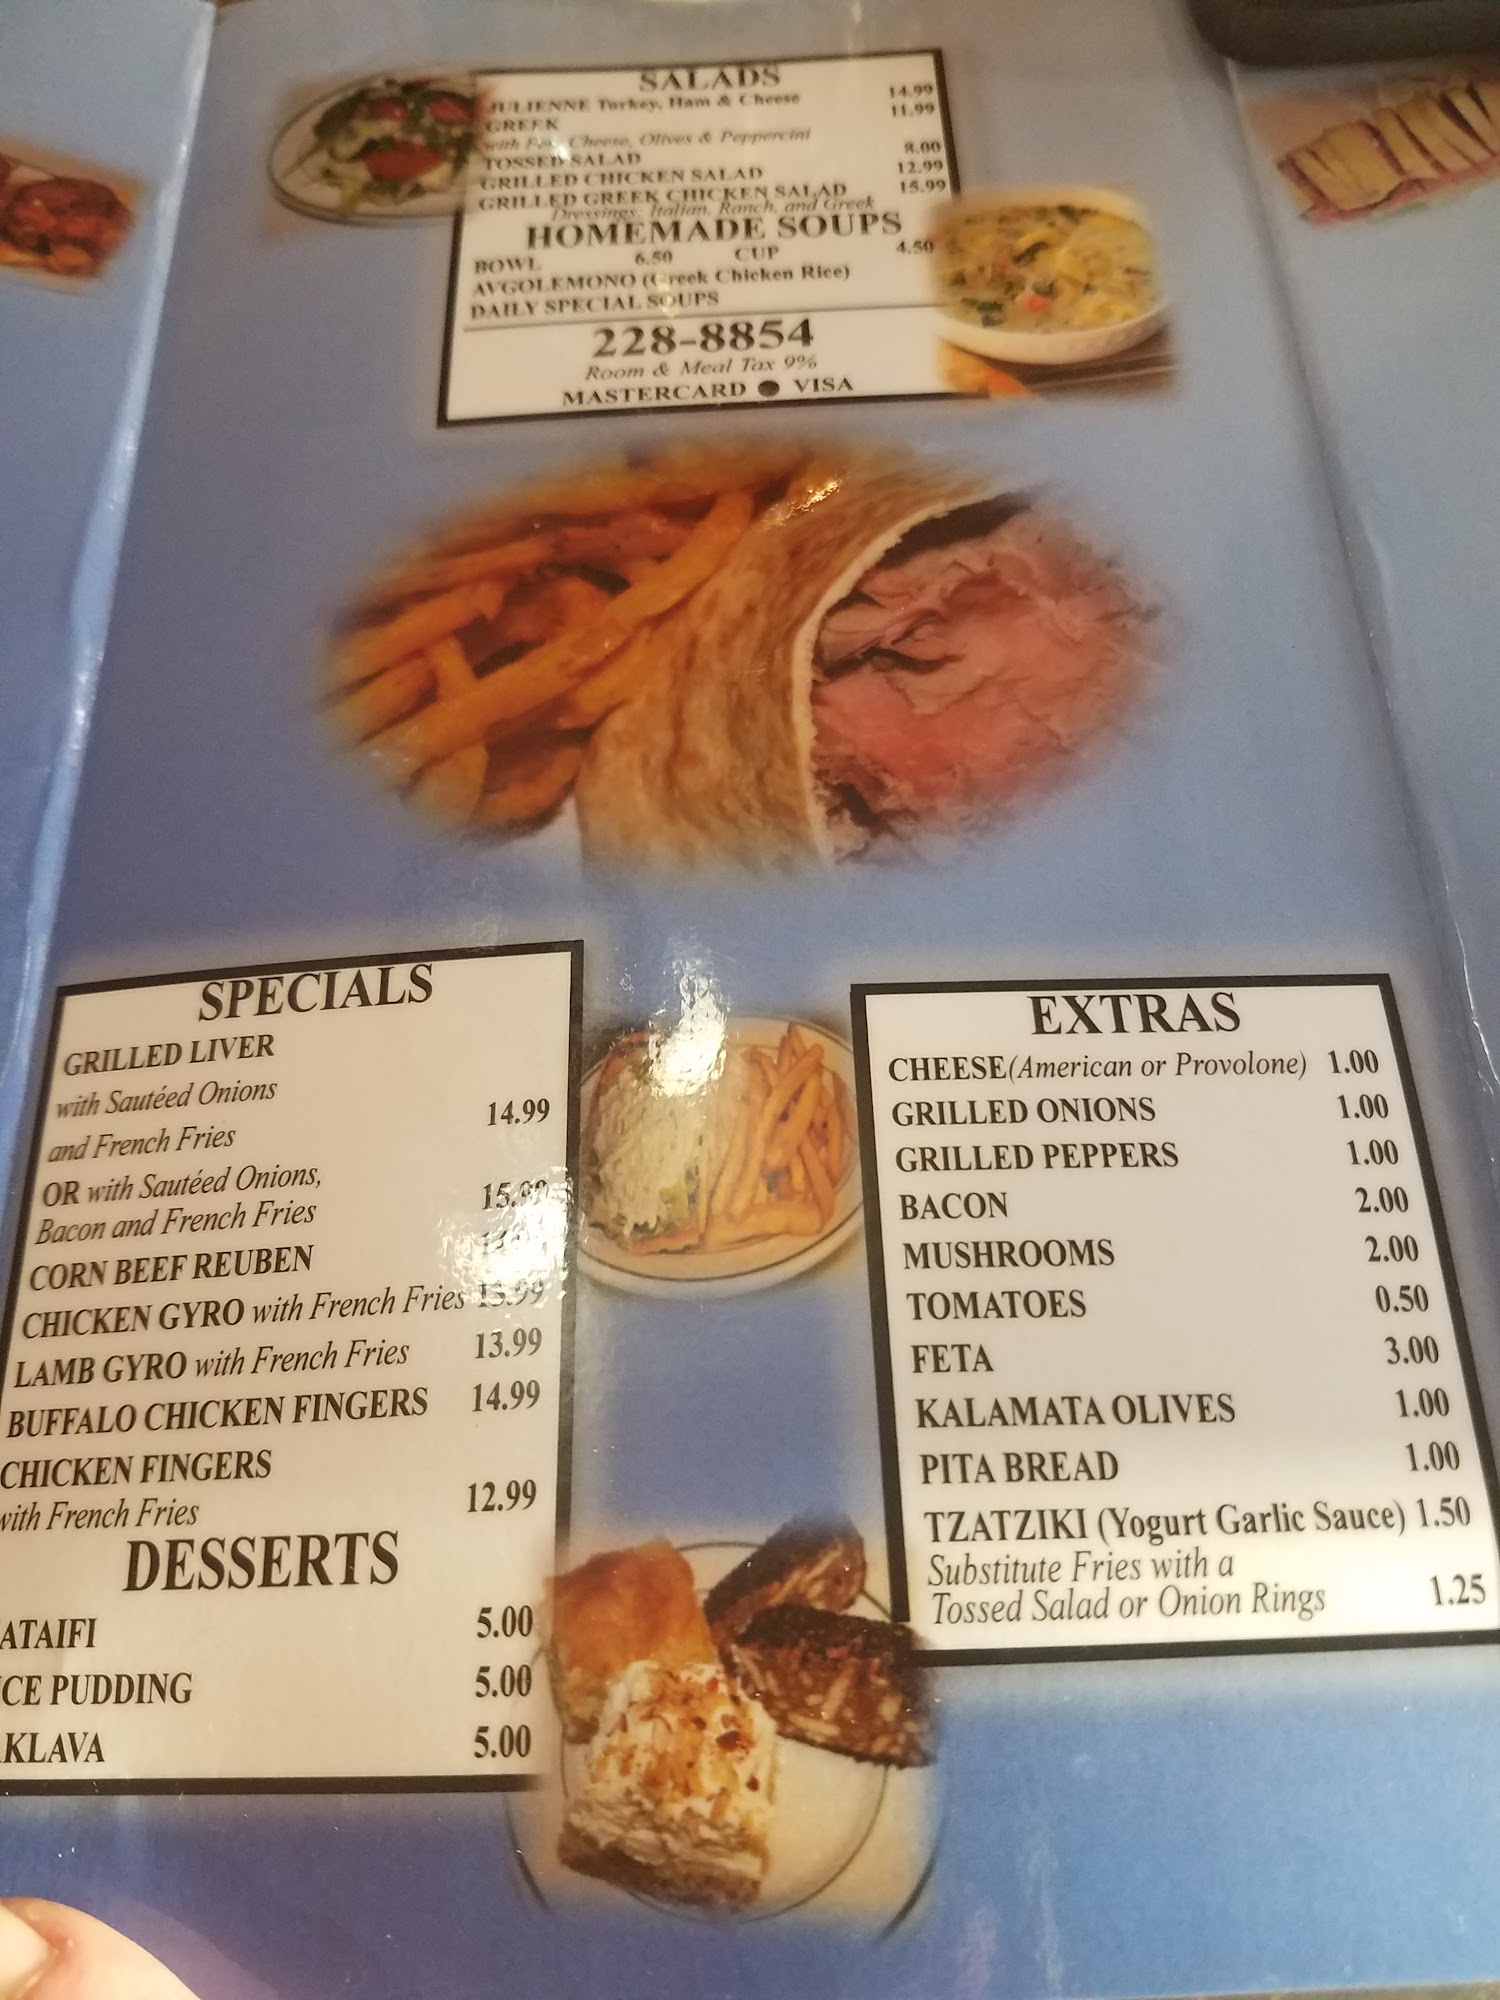 SALADS
JULIENNE Turkey, Ham & Cheese 14.99
GREEK 11.99
with Feta Cheese, Olives & Peppercini
TOSSED SALAD 8.00
GRILLED CHICKEN SALAD 12.99
GRILLED GREEK CHICKEN SALAD 15.99
Dressings, Italian, Ranch, and Greek
HOMEMADE SOUPS
BOWL 6.50 CUP 4.50
AVGOLEMONO (Greek Chicken Rice)
DAILY SPECIAL SOUPS
228-8854
Room & Meal Tax 9%
MASTERCARD ● VISA
SPECIALS
GRILLED LIVER
with Sautéed Onions
and French Fries 14.99
OR with Sautéed Onions,
Bacon and French Fries 15.99
CORN BEEF REUBEN
CHICKEN GYRO with French Fries 13.99
LAMB GYRO with French Fries 13.99
BUFFALO CHICKEN FINGERS 14.99
CHICKEN FINGERS
with French Fries 12.99
DESSERTS
ATAIFI 5.00
ICE PUDDING 5.00
AKLAVA 5.00
EXTRAS
CHEESE(American or Provolone) 1.00
GRILLED ONIONS 1.00
GRILLED PEPPERS 1.00
BACON 2.00
MUSHROOMS 2.00
TOMATOES 0.50
FETA 3.00
KALAMATA OLIVES 1.00
PITA BREAD 1.00
TZATZIKI (Yogurt Garlic Sauce) 1.50
Substitute Fries with a
Tossed Salad or Onion Rings 1.25